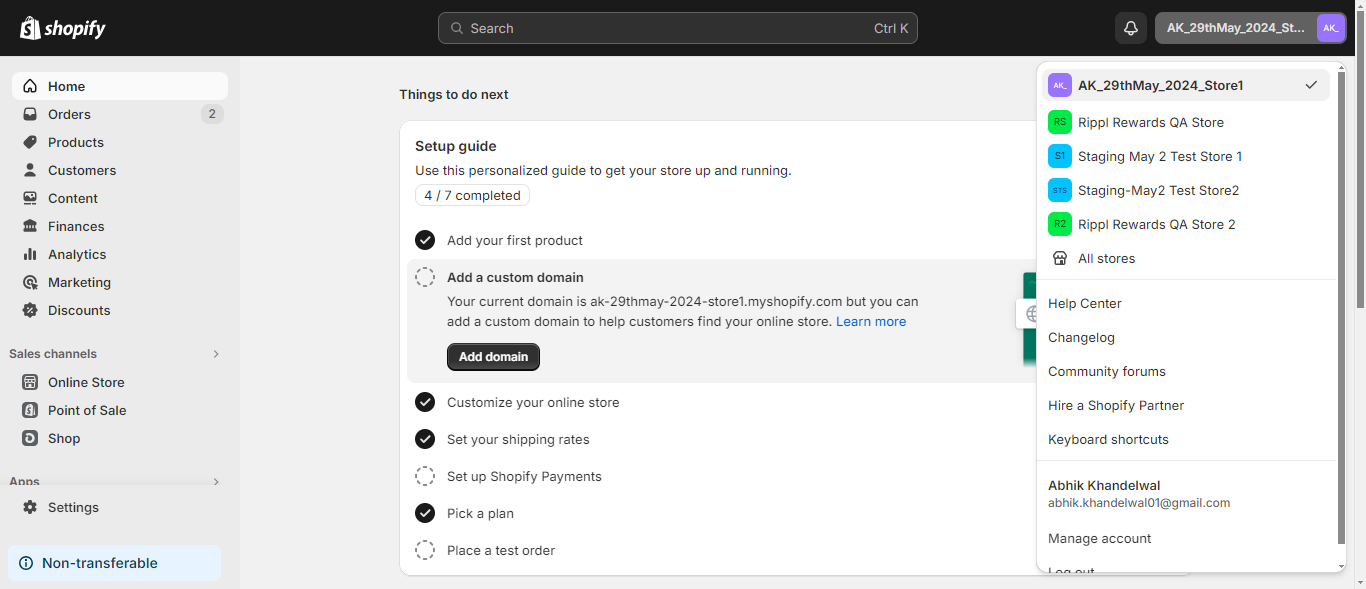 shopify
Search
Ctrl K
AK_29thMay_2024_St...
AK_
Home
Orders
2
Products
Customers
Content
Finances
Analytics
Marketing
Discounts
Sales channels
Online Store
Point of Sale
Shop
Apps
Settings
Non-transferable
Things to do next
Setup guide
Use this personalized guide to get your store up and running.
4 / 7 completed
Add your first product
Add a custom domain
Your current domain is ak-29thmay-2024-store1.myshopify.com but you can
add a custom domain to help customers find your online store. Learn more
Add domain
Customize your online store
Set your shipping rates
Set up Shopify Payments
Pick a plan
Place a test order
AK_ AK_29thMay_2024_Store1
RS Rippl Rewards QA Store
S1 Staging May 2 Test Store 1
STS Staging-May2 Test Store2
R2 Rippl Rewards QA Store 2
All stores
Help Center
Changelog
Community forums
Hire a Shopify Partner
Keyboard shortcuts
Abhik Khandelwal
abhik.khandelwal01@gmail.com
Manage account
Log out